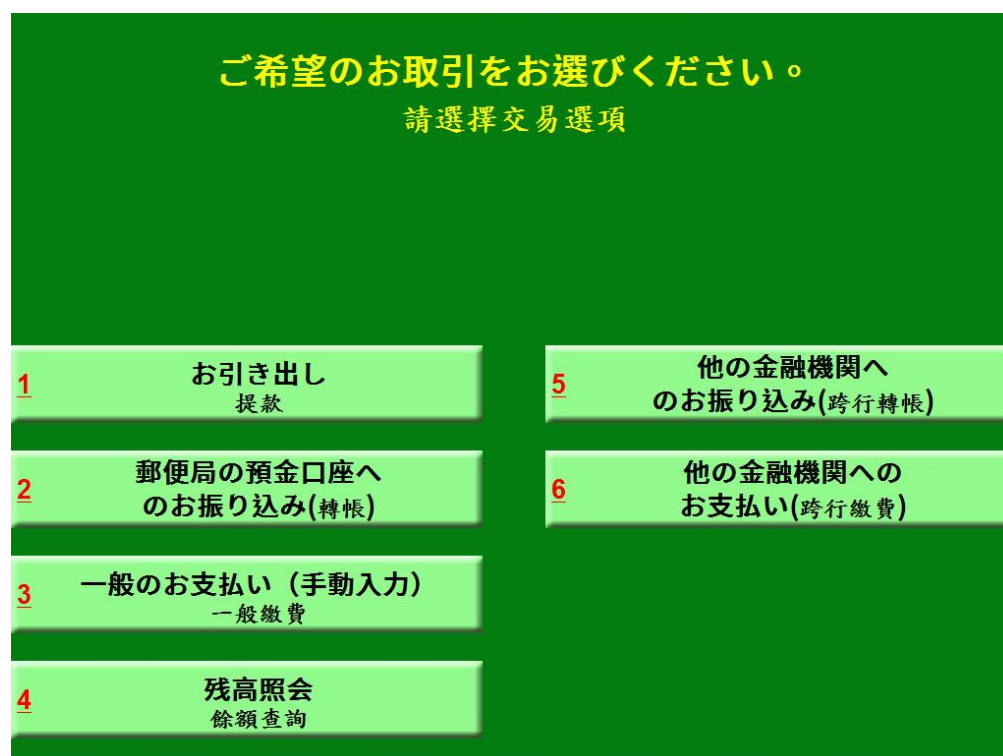 ご希望のお取引をお選びください。
請選擇交易選項
1
お引き出し
提款
2
郵便局の預金口座へ
のお振り込み(轉帳)
3
一般のお支払い（手動入力）
一般繳費
4
残高照会
餘額查詢
5
他の金融機関へ
のお振り込み(跨行轉帳)
6
他の金融機関への
お支払い(跨行繳費)